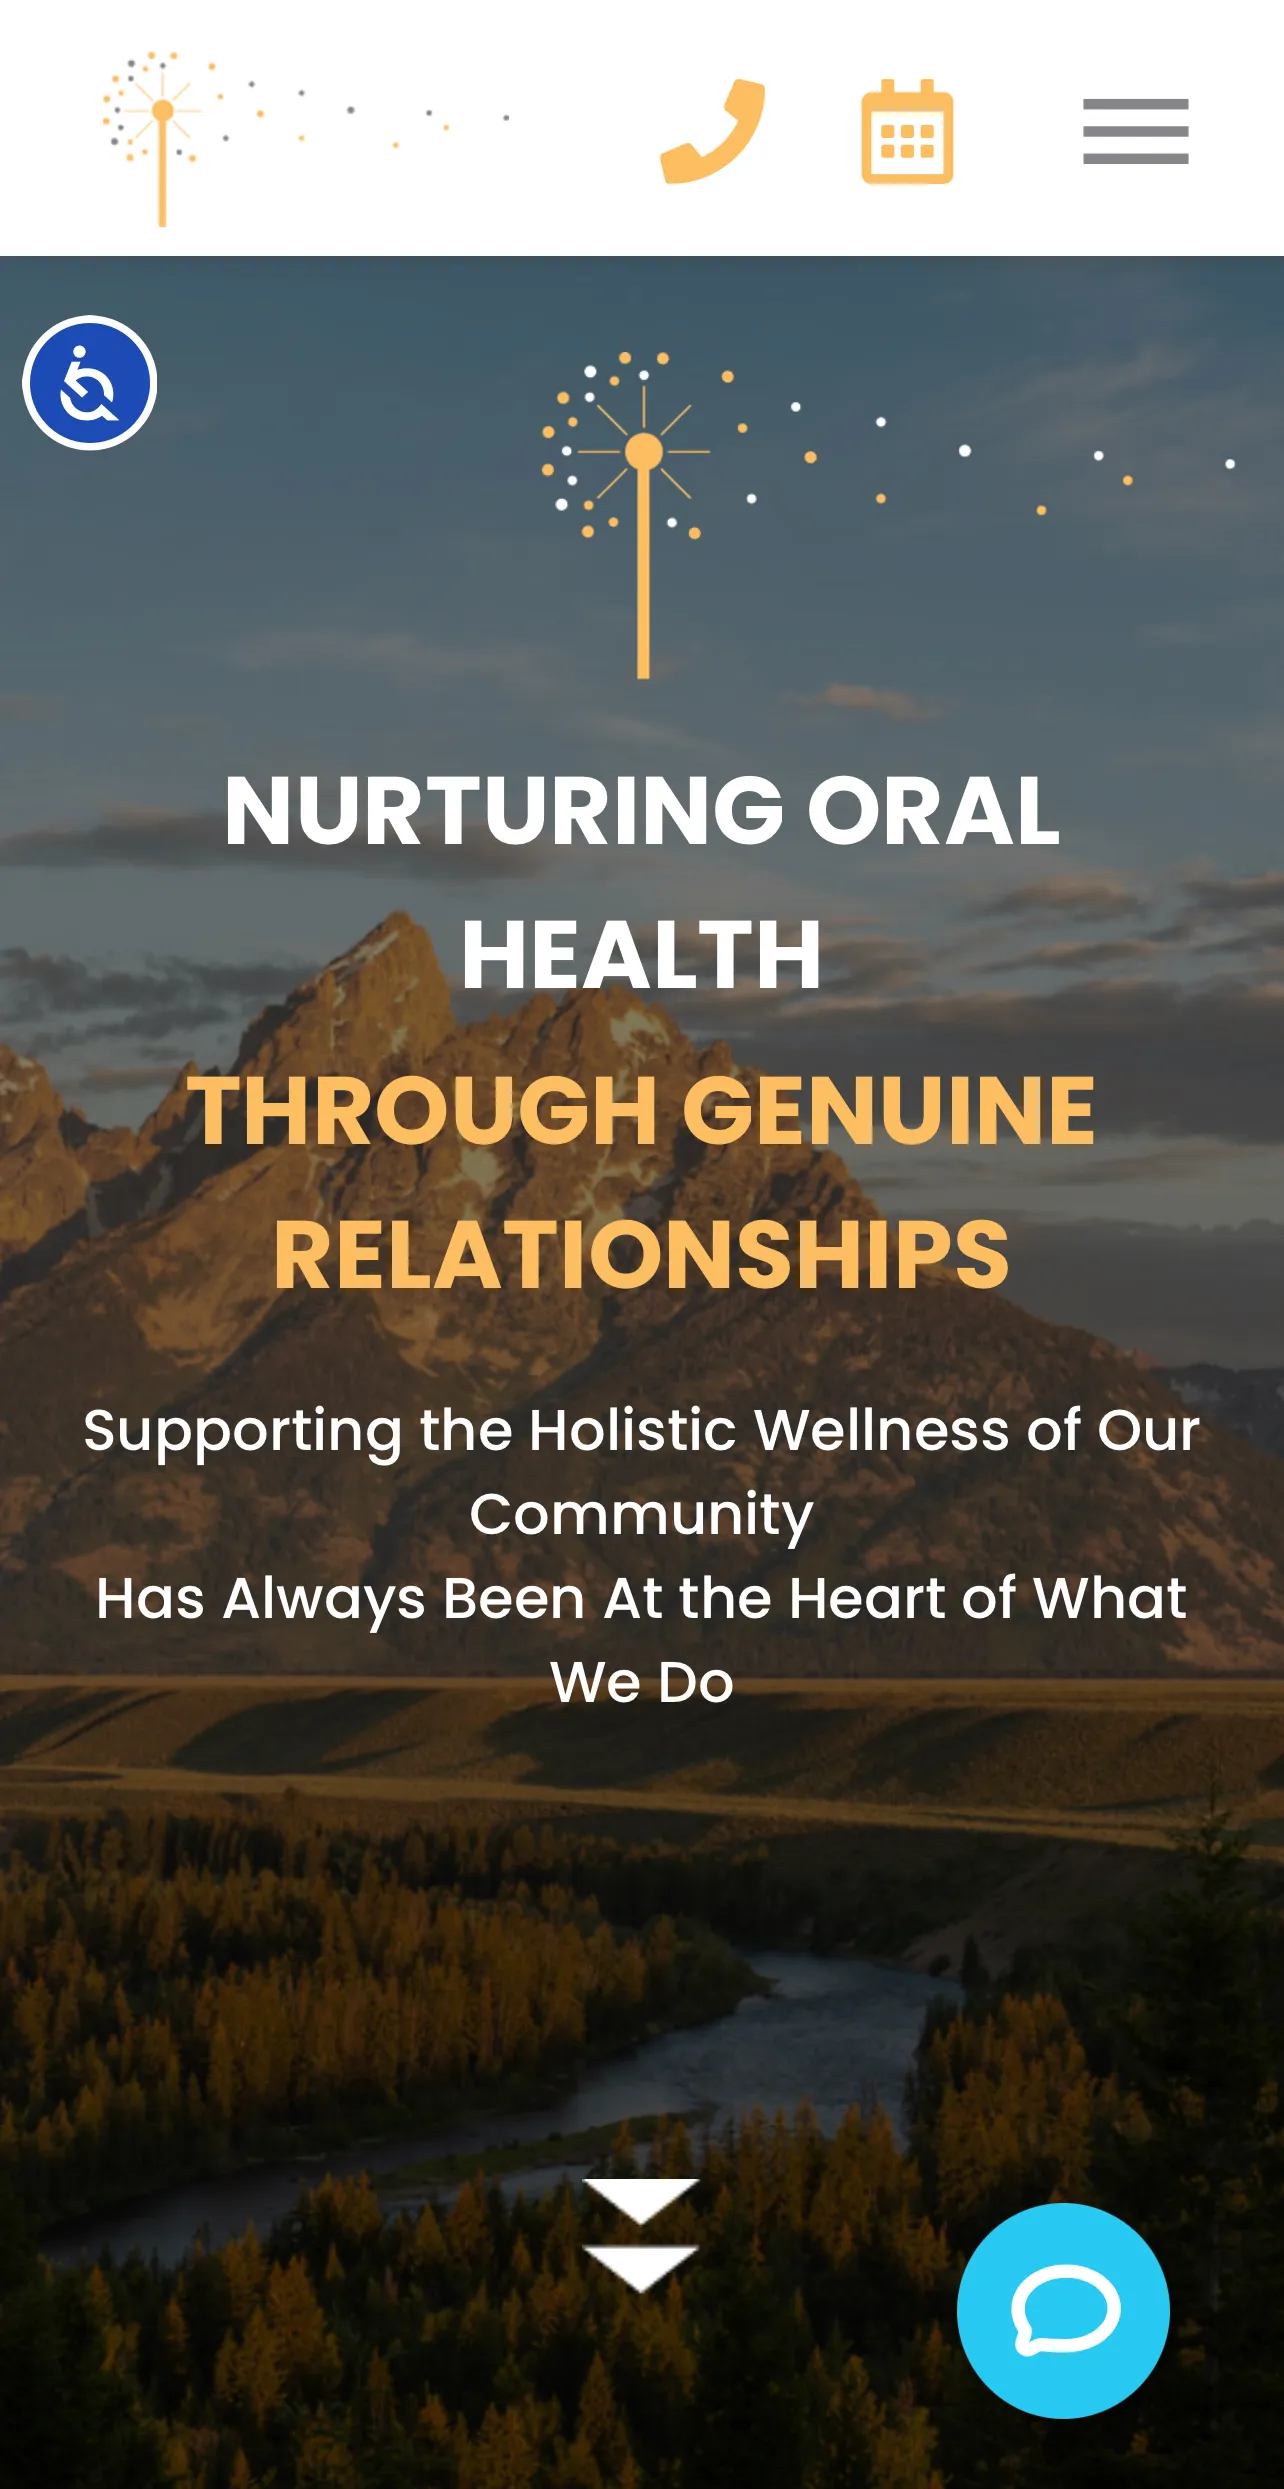 NURTURING ORAL
HEALTH
THROUGH GENUINE
RELATIONSHIPS
Supporting the Holistic Wellness of Our
Community
Has Always Been At the Heart of What
We Do